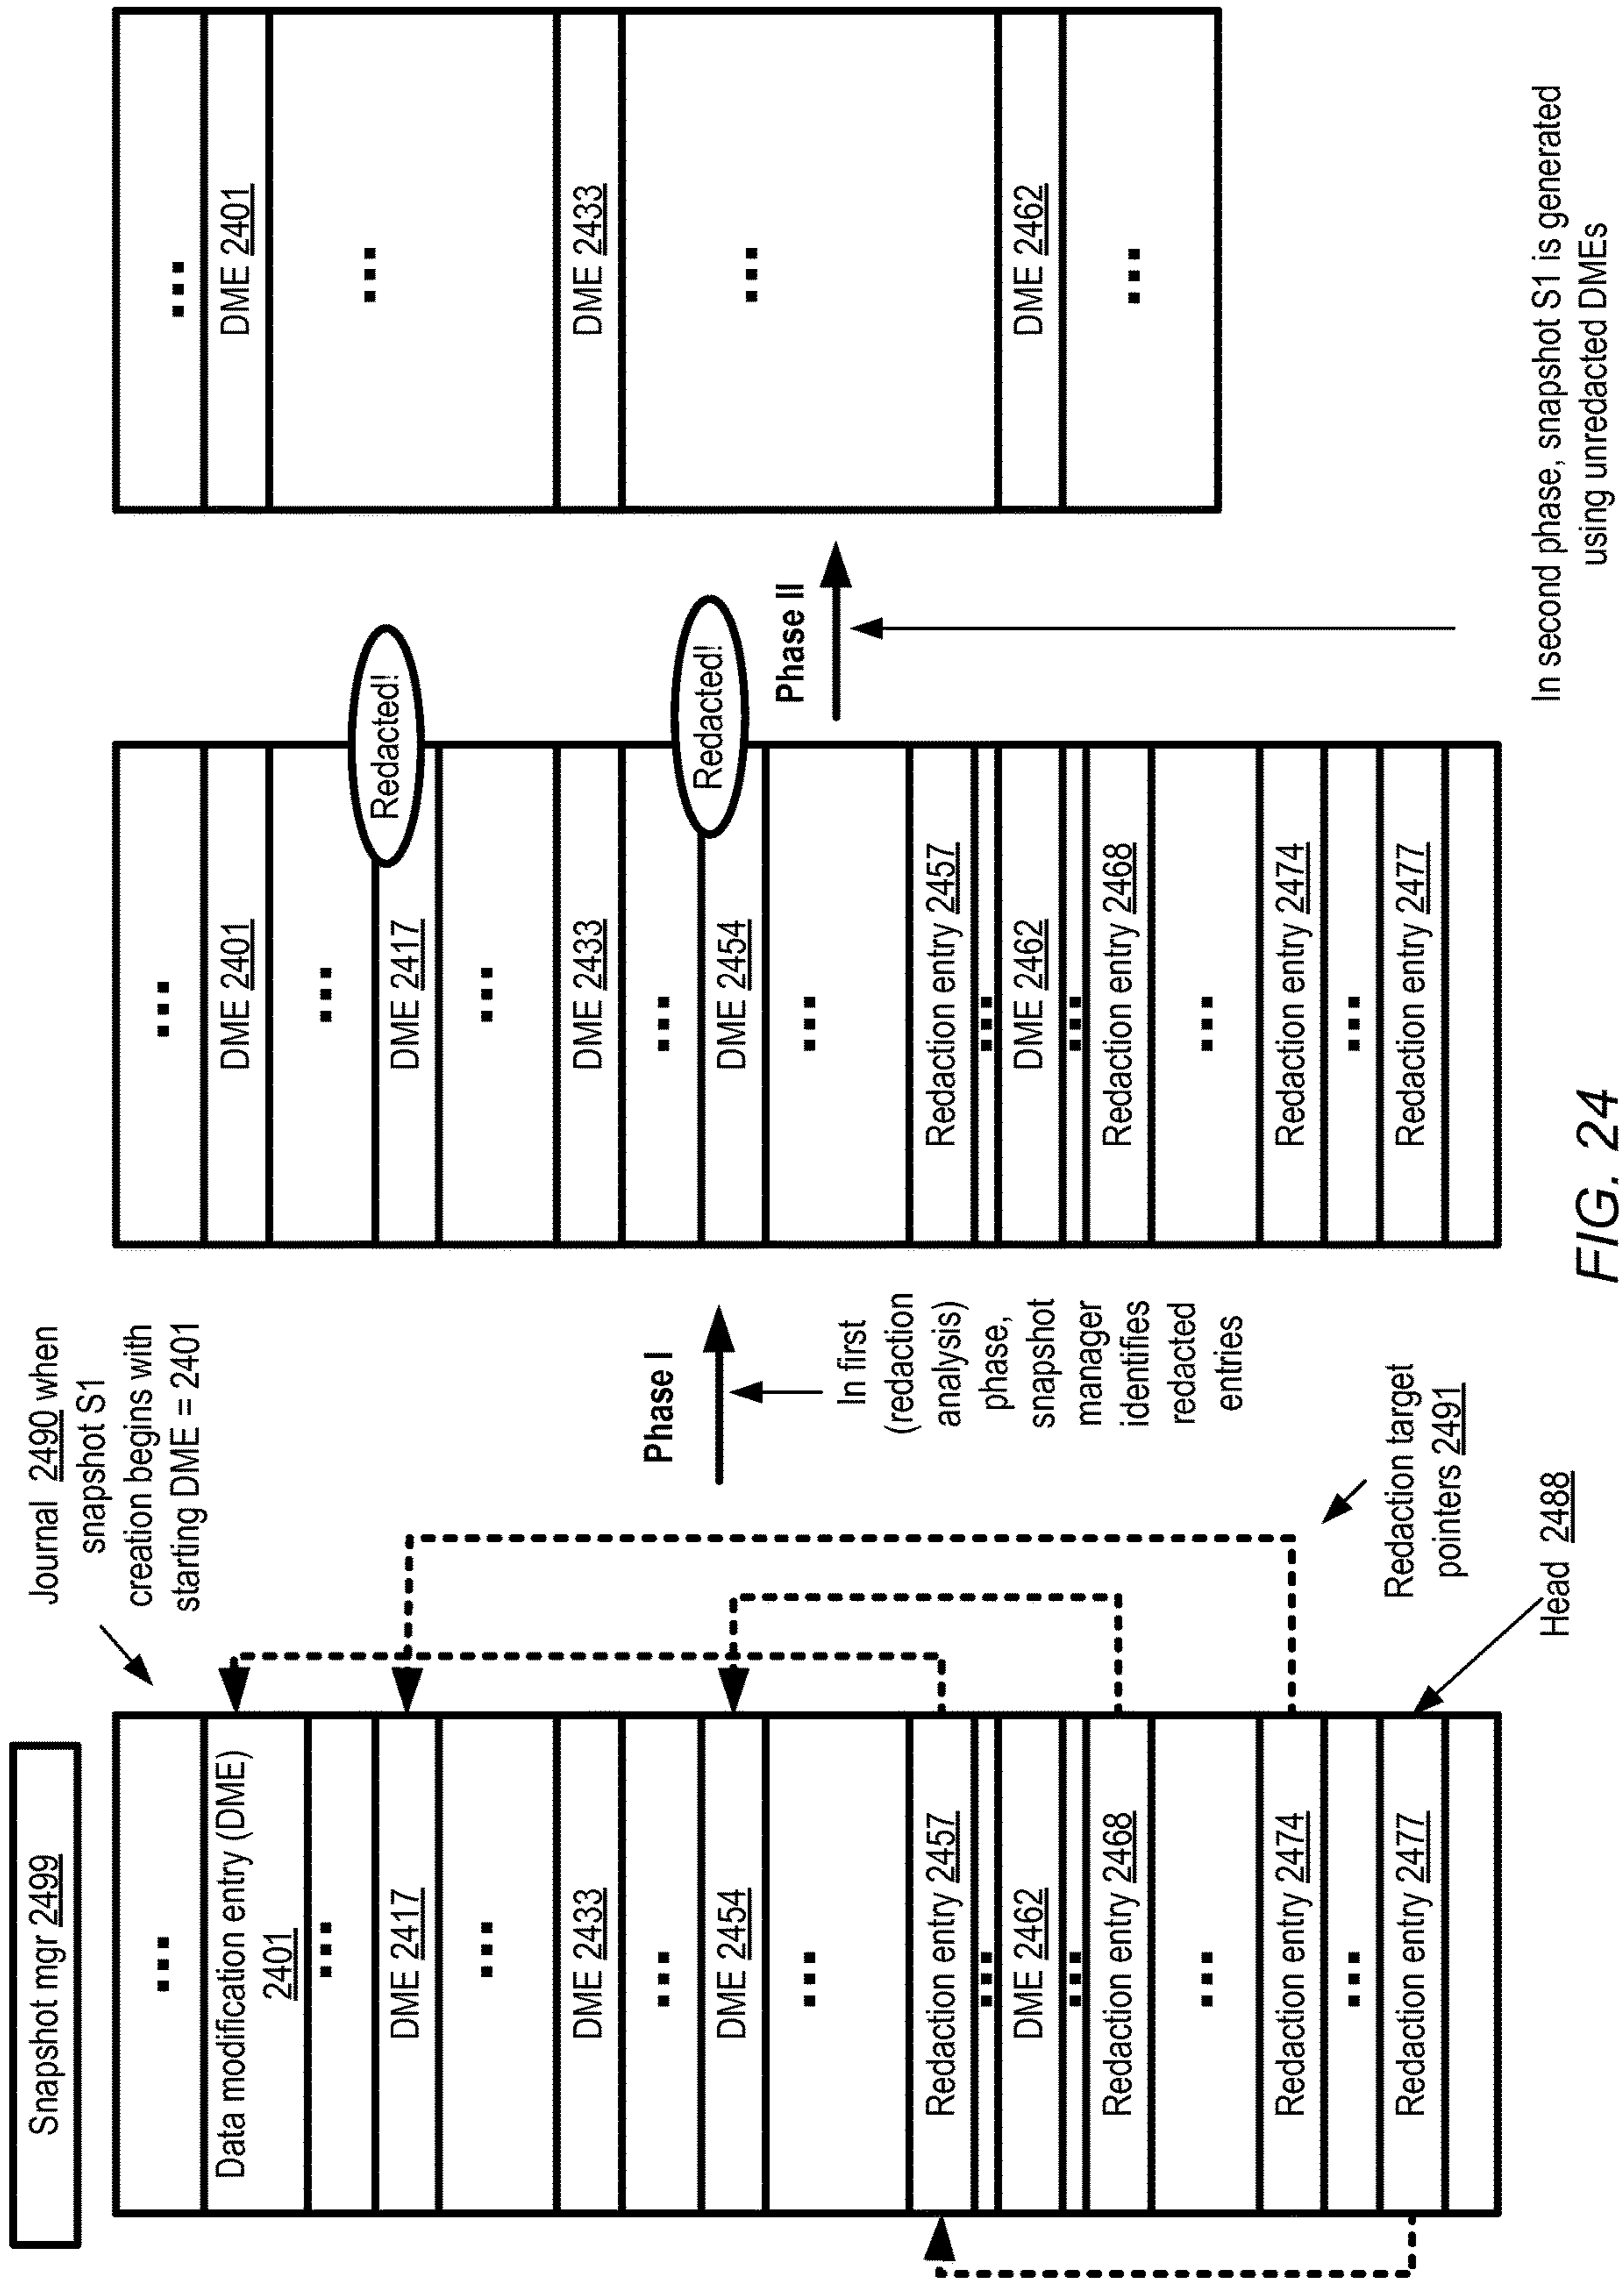 Snapshot mgr 2499
Journal 2490 when
snapshot S1
creation begins with
starting DME = 2401
...
Data modification entry (DME)
2401
...
DME 2417
...
DME 2433
...
DME 2454
...
Redaction entry 2457
...
DME 2462
...
Redaction entry 2468
...
Redaction entry 2474
...
Redaction entry 2477
Redaction target
pointers 2491
Head 2488
Phase I
In first
(redaction
analysis)
phase,
snapshot
manager
identifies
redacted
entries
...
DME 2401
...
DME 2417
Redacted!
...
DME 2433
...
DME 2454
Redacted!
...
Redaction entry 2457
...
DME 2462
...
Redaction entry 2468
...
Redaction entry 2474
...
Redaction entry 2477
Phase II
...
DME 2401
...
DME 2433
...
DME 2462
...
In second phase, snapshot S1 is generated
using unredacted DMEs
FIG. 24